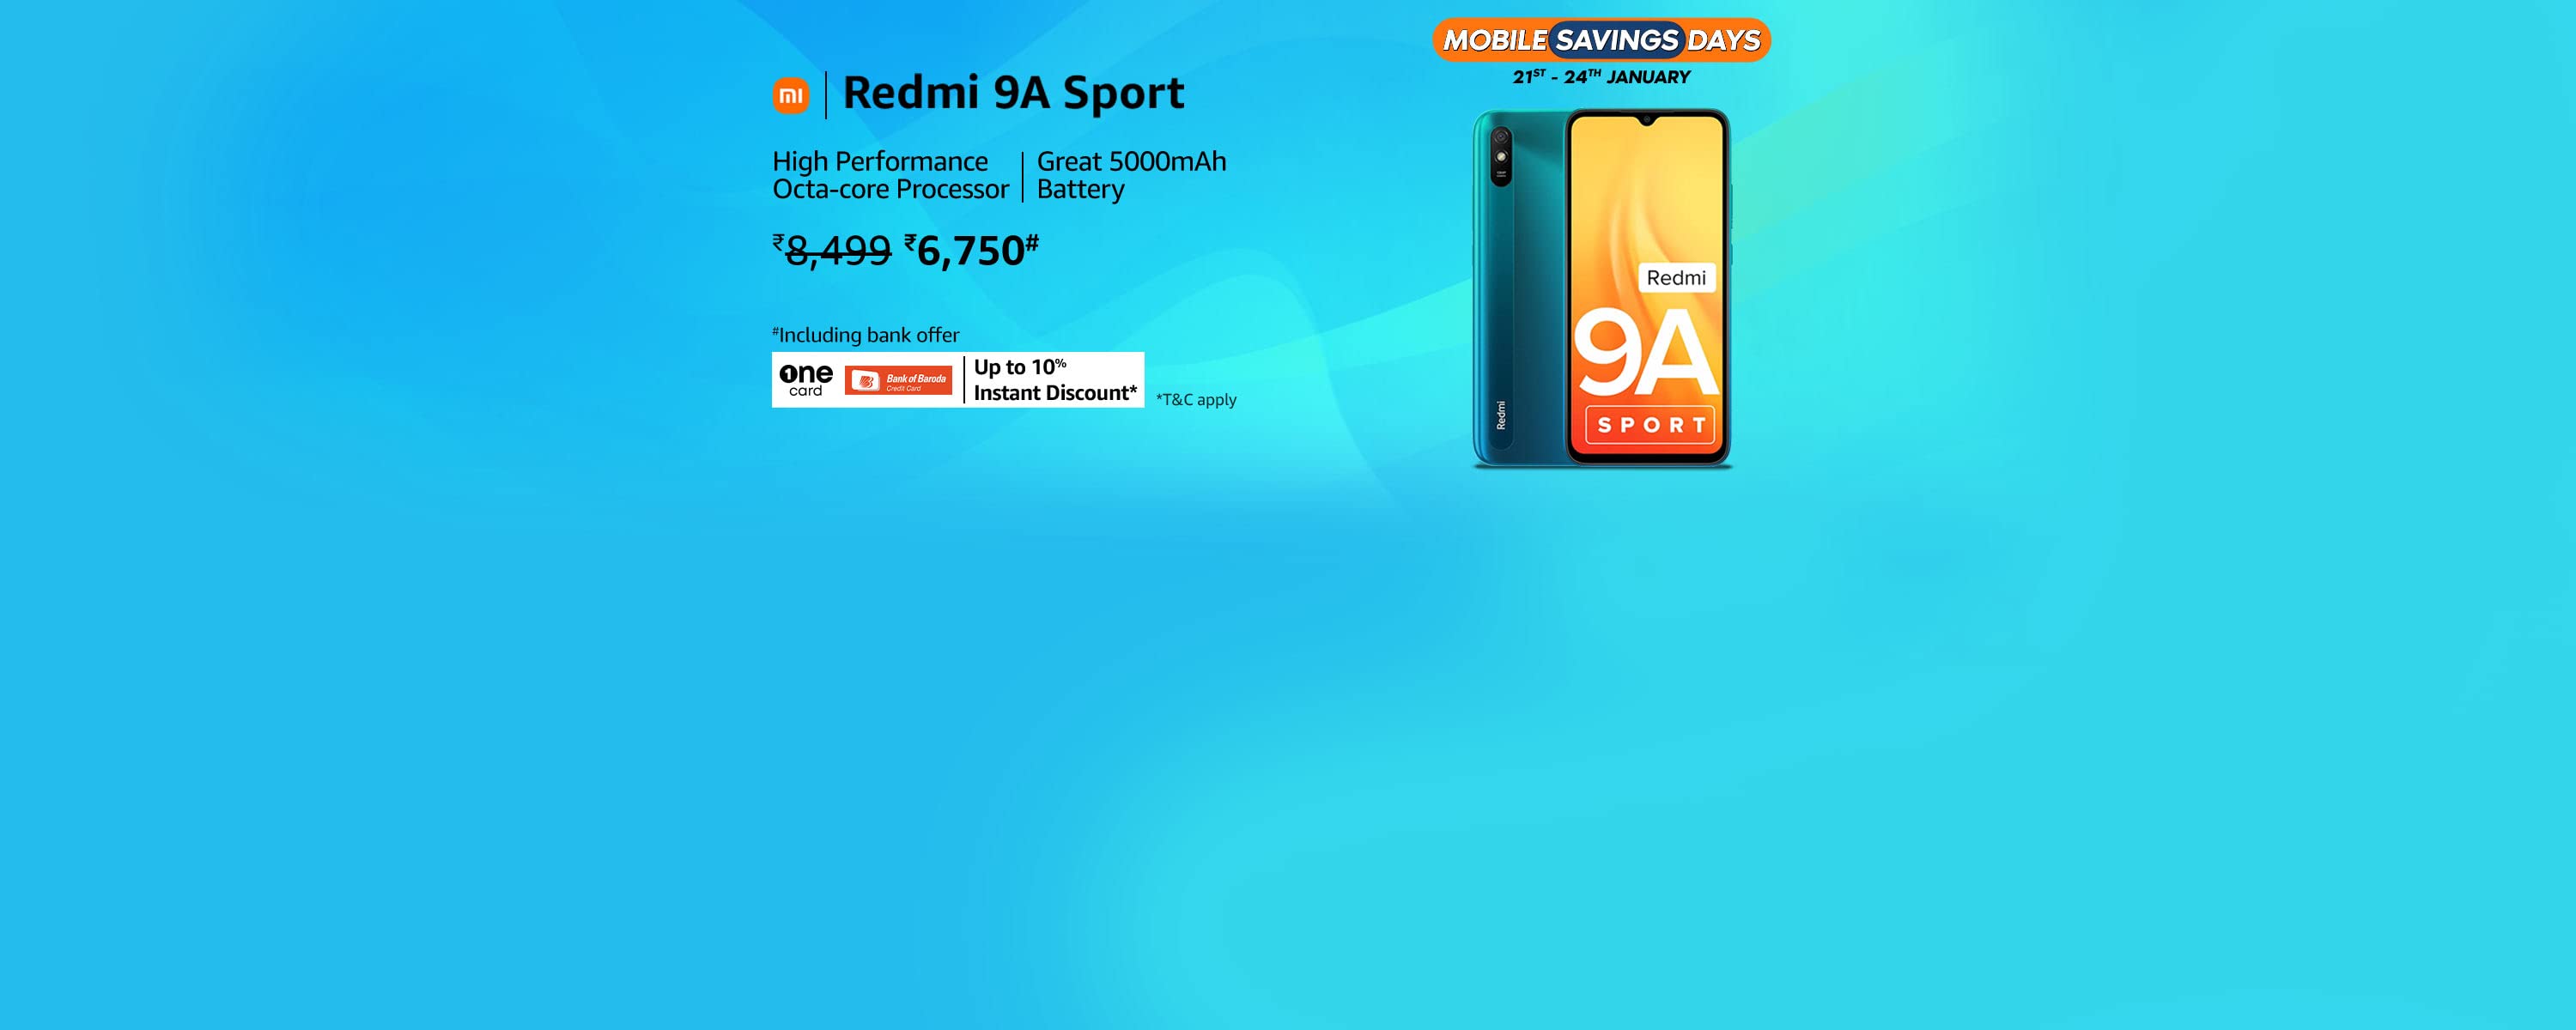 MOBILE SAVINGS DAYS
21ST - 24TH JANUARY
mi
Redmi 9A Sport
High Performance
Octa-core Processor
Great 5000mAh
Battery
₹8,499 ₹6,750#
#Including bank offer
one
card
Bank of Baroda
Credit Card
Up to 10%
Instant Discount*
*T&C apply
Redmi
Redmi
9A
SPORT